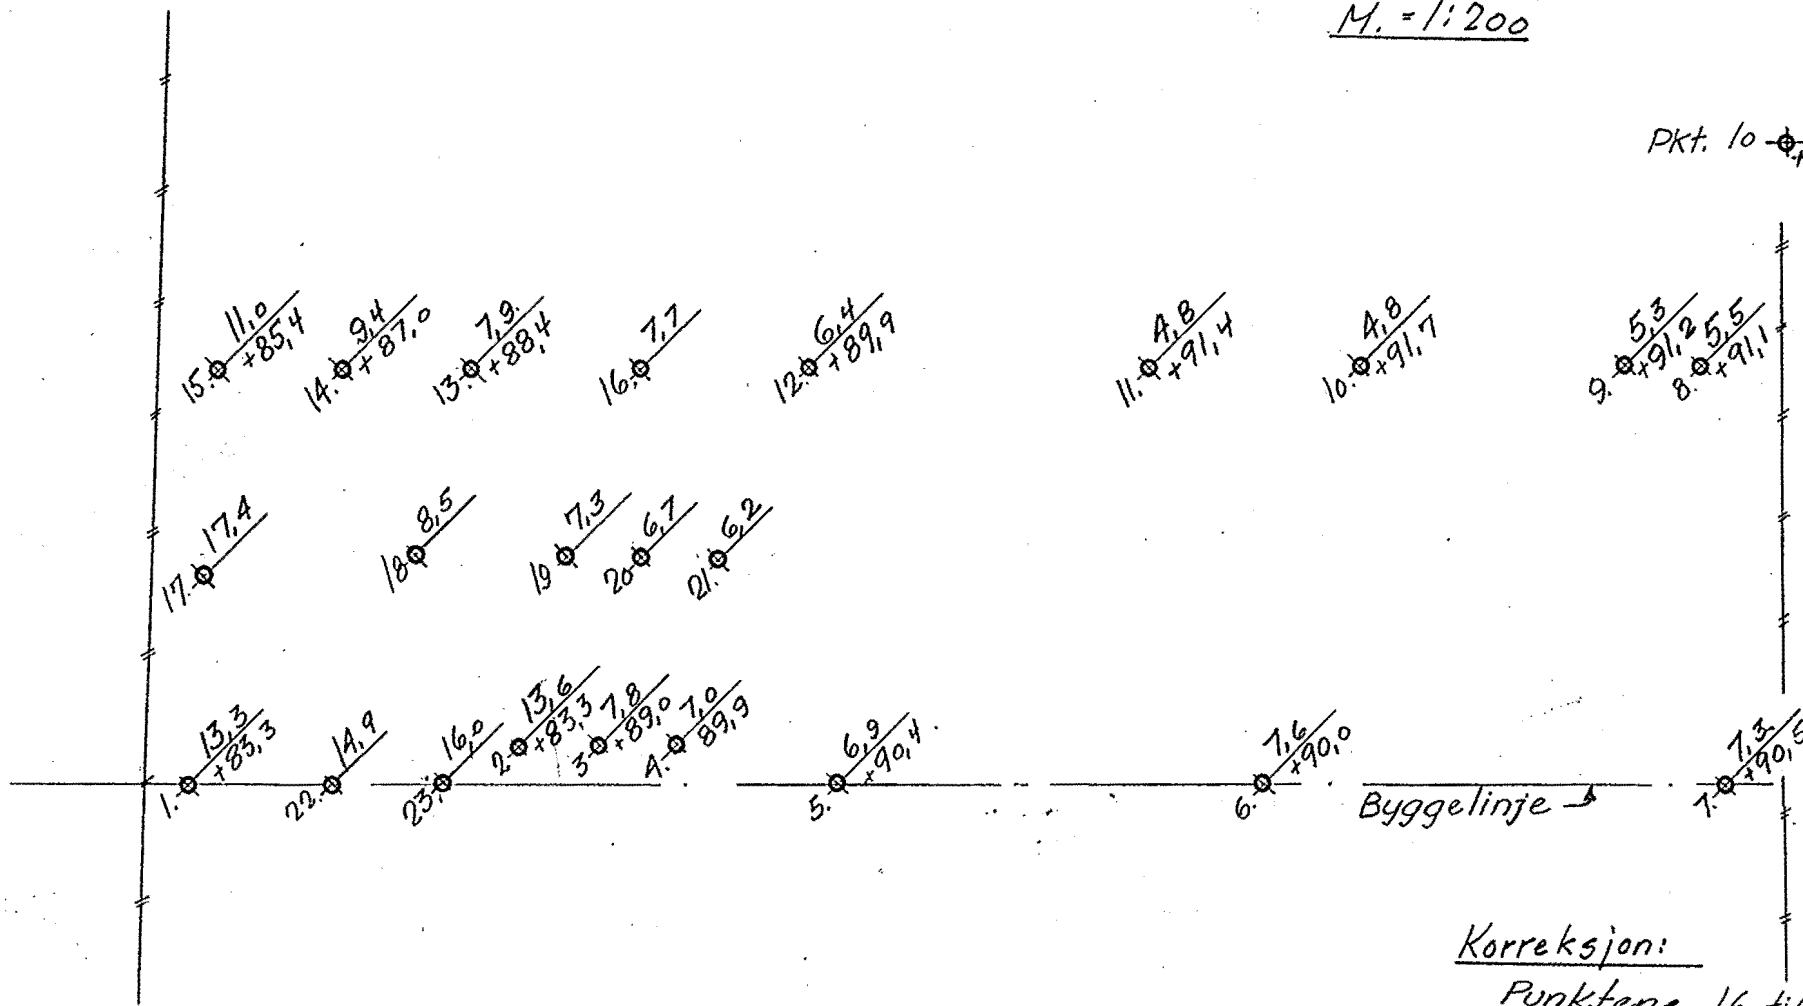 M. = 1:200
Pkt. 10
15. 11,0 +85,4
14. 9,4 +87,0
13. 7,9 +88,4
16. 7,7
12. 6,4 +89,9
11. 4,8 +91,4
10. 4,8 +91,7
9. 5,3 +91,2
8. 5,5 +91,1
17. 17,4
18 8,5
19 7,3
20 6,7
21. 6,2
1. 13,3 +83,3
22. 14,9
23. 16,0
2 13,6 +83,3
3 7,8 +89,0
4. 7,0 89,9
5. 6,9 +90,4
6. 7,6 +90,0
7. 7,3 +90,5
Byggelinje
Korreksjon:
Punktene 16 til